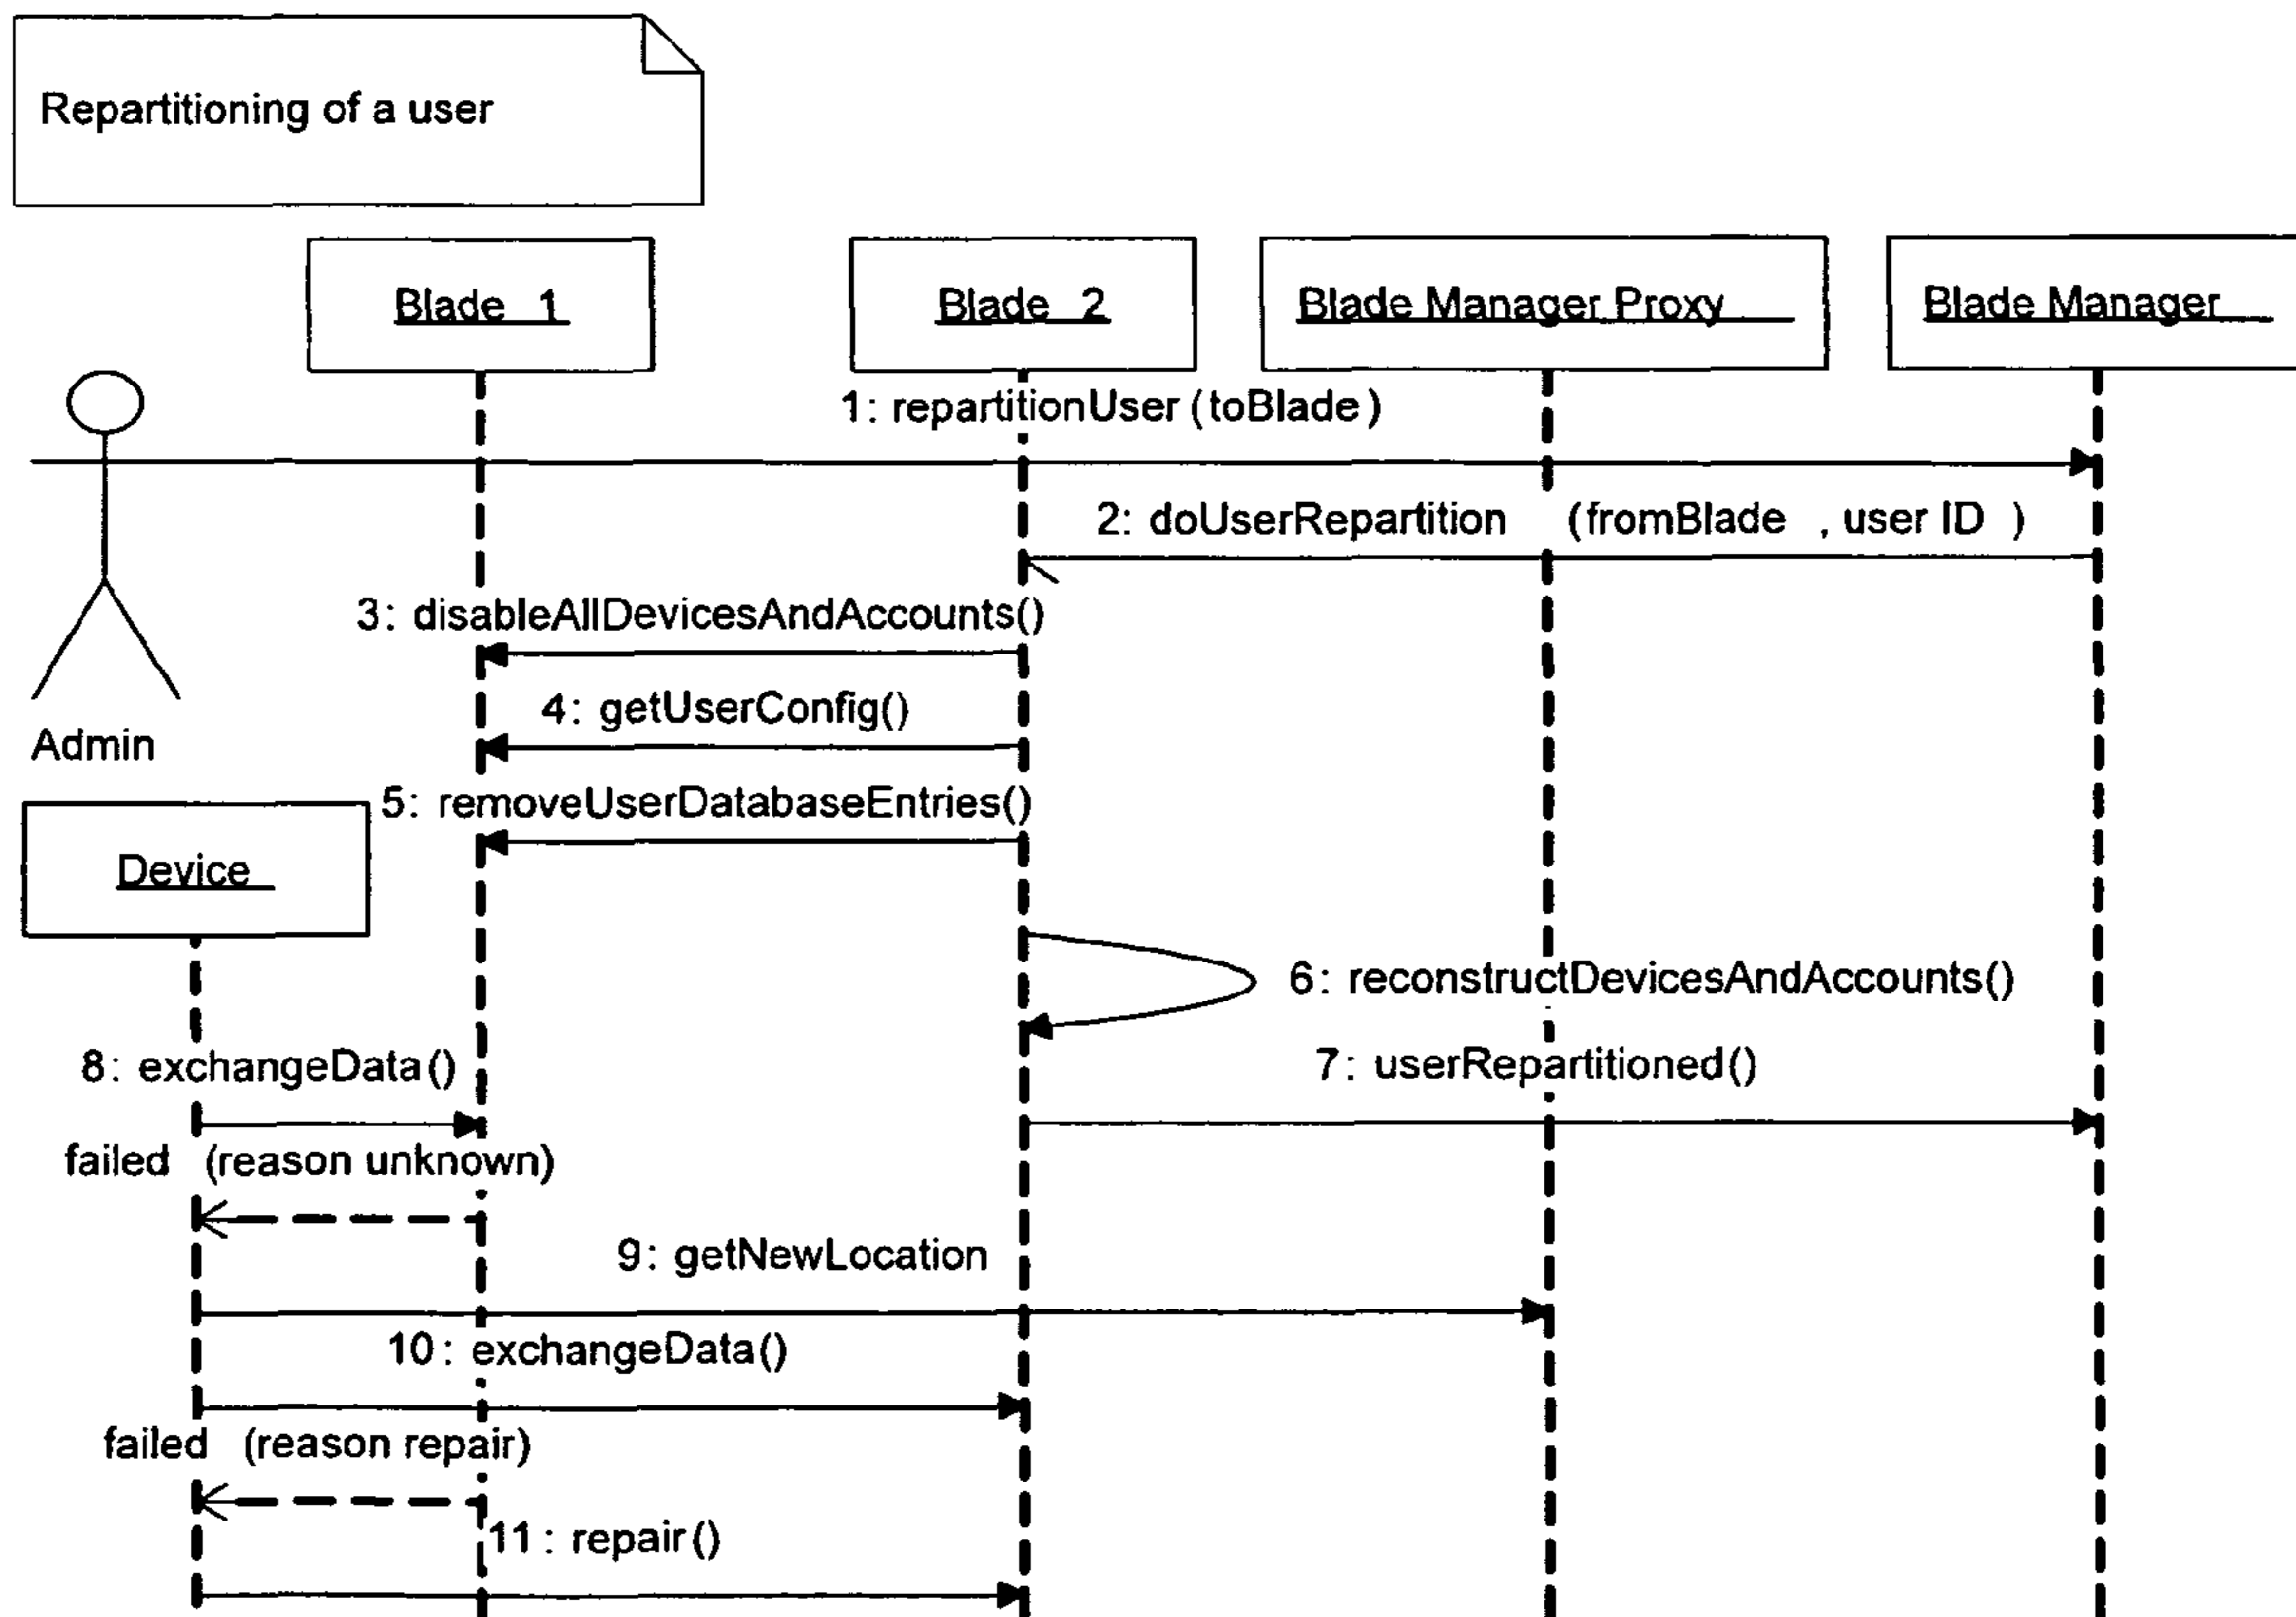 Repartitioning of a user
Blade 1
Blade 2
Blade Manager Proxy
Blade Manager
1: repartitionUser (toBlade)
2: doUserRepartition (fromBlade , user ID )
3: disableAllDevicesAndAccounts()
4: getUserConfig()
Admin
5: removeUserDatabaseEntries()
Device
6: reconstructDevicesAndAccounts()
8: exchangeData()
7: userRepartitioned()
failed (reason unknown)
9: getNewLocation
10: exchangeData()
failed (reason repair)
11: repair()